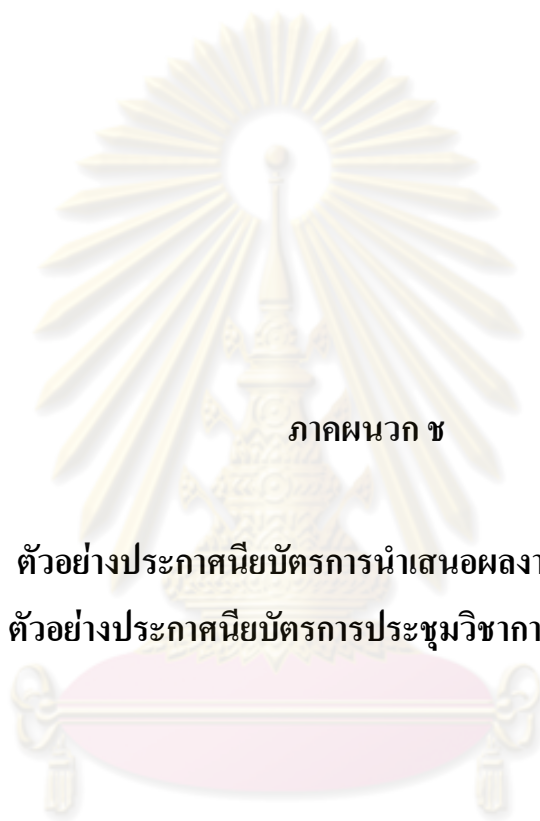 ภาคผนวก ช
ตัวอย่างประกาศนียบัตรการนำเสนอผลงา
ตัวอย่างประกาศนียบัตรการประชุมวิชากา